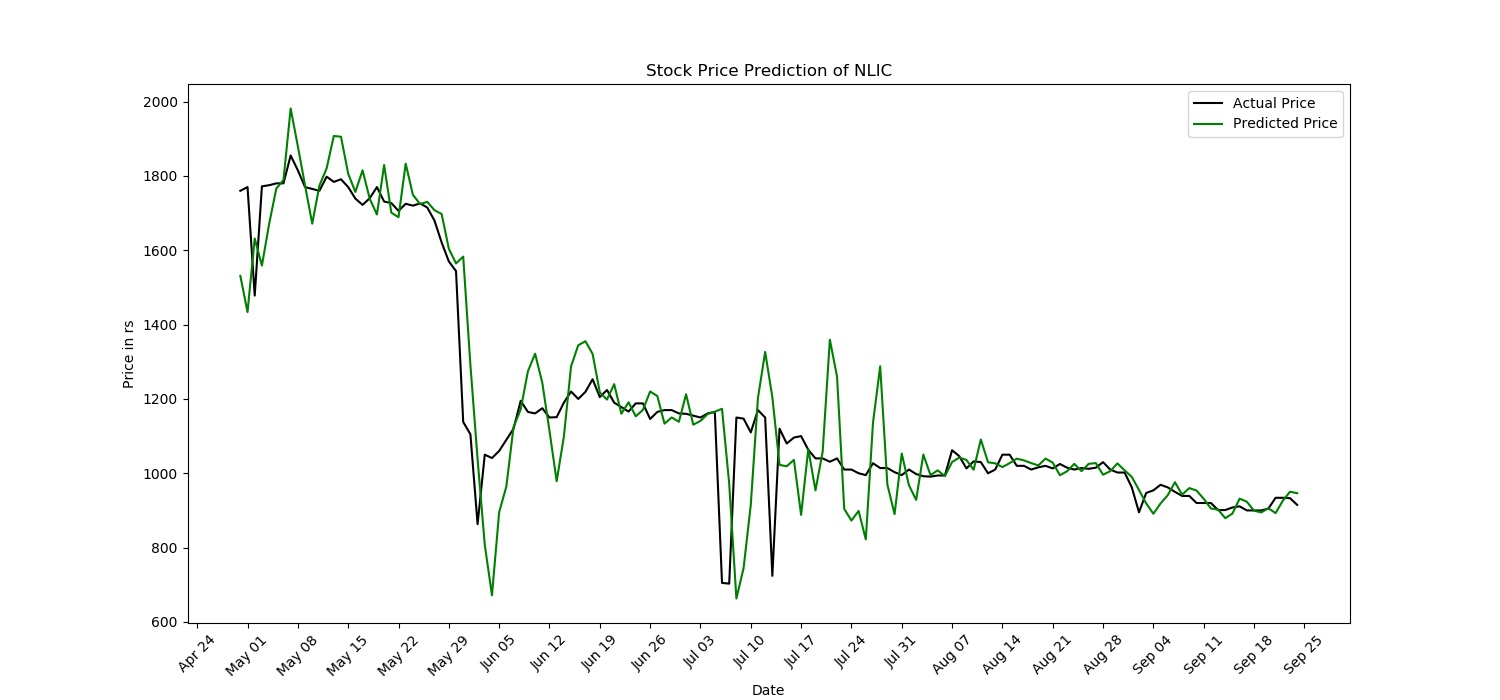 Stock Price Prediction of NLIC
Actual Price
Predicted Price
Price in rs
2000
1800
1600
1400
1200
1000
800
600
Apr 24
May 01
May 08
May 15
May 22
May 29
Jun 05
Jun 12
Jun 19
Jun 26
Jul 03
Jul 10
Jul 17
Jul 24
Jul 31
Aug 07
Aug 14
Aug 21
Aug 28
Sep 04
Sep 11
Sep 18
Sep 25
Date